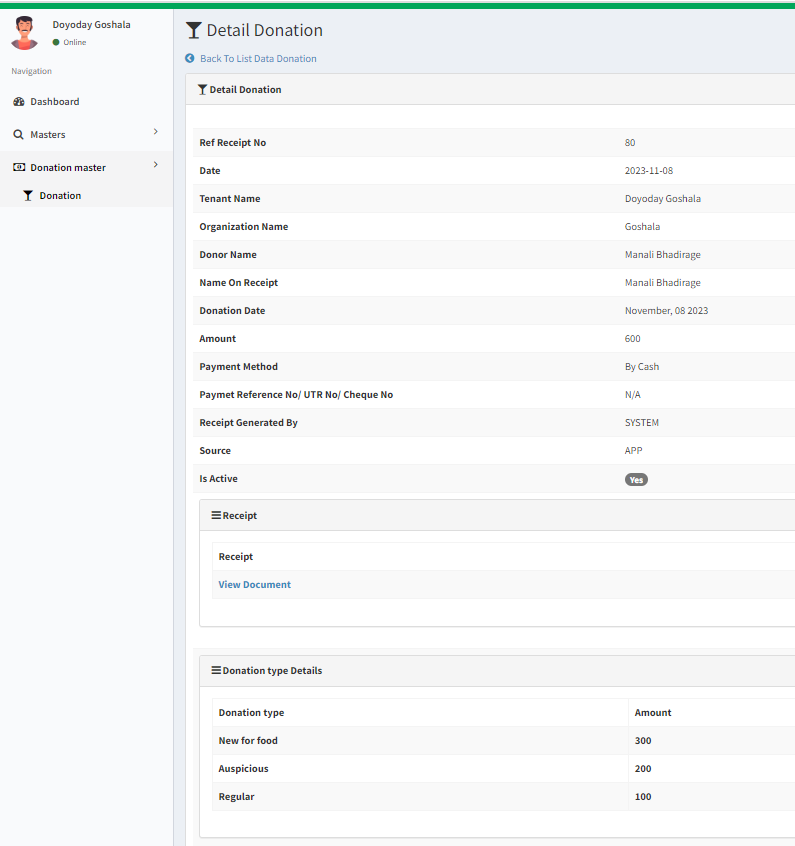 Doyoday Goshala
Online
Navigation
Dashboard
Masters
Donation master
Donation
Detail Donation
Back To List Data Donation
Detail Donation
Ref Receipt No 80
Date 2023-11-08
Tenant Name Doyoday Goshala
Organization Name Goshala
Donor Name Manali Bhadirage
Name On Receipt Manali Bhadirage
Donation Date November, 08 2023
Amount 600
Payment Method By Cash
Paymet Reference No/ UTR No/ Cheque No N/A
Receipt Generated By SYSTEM
Source APP
Is Active Yes
Receipt
Receipt
View Document
Donation type Details
Donation type Amount
New for food 300
Auspicious 200
Regular 100